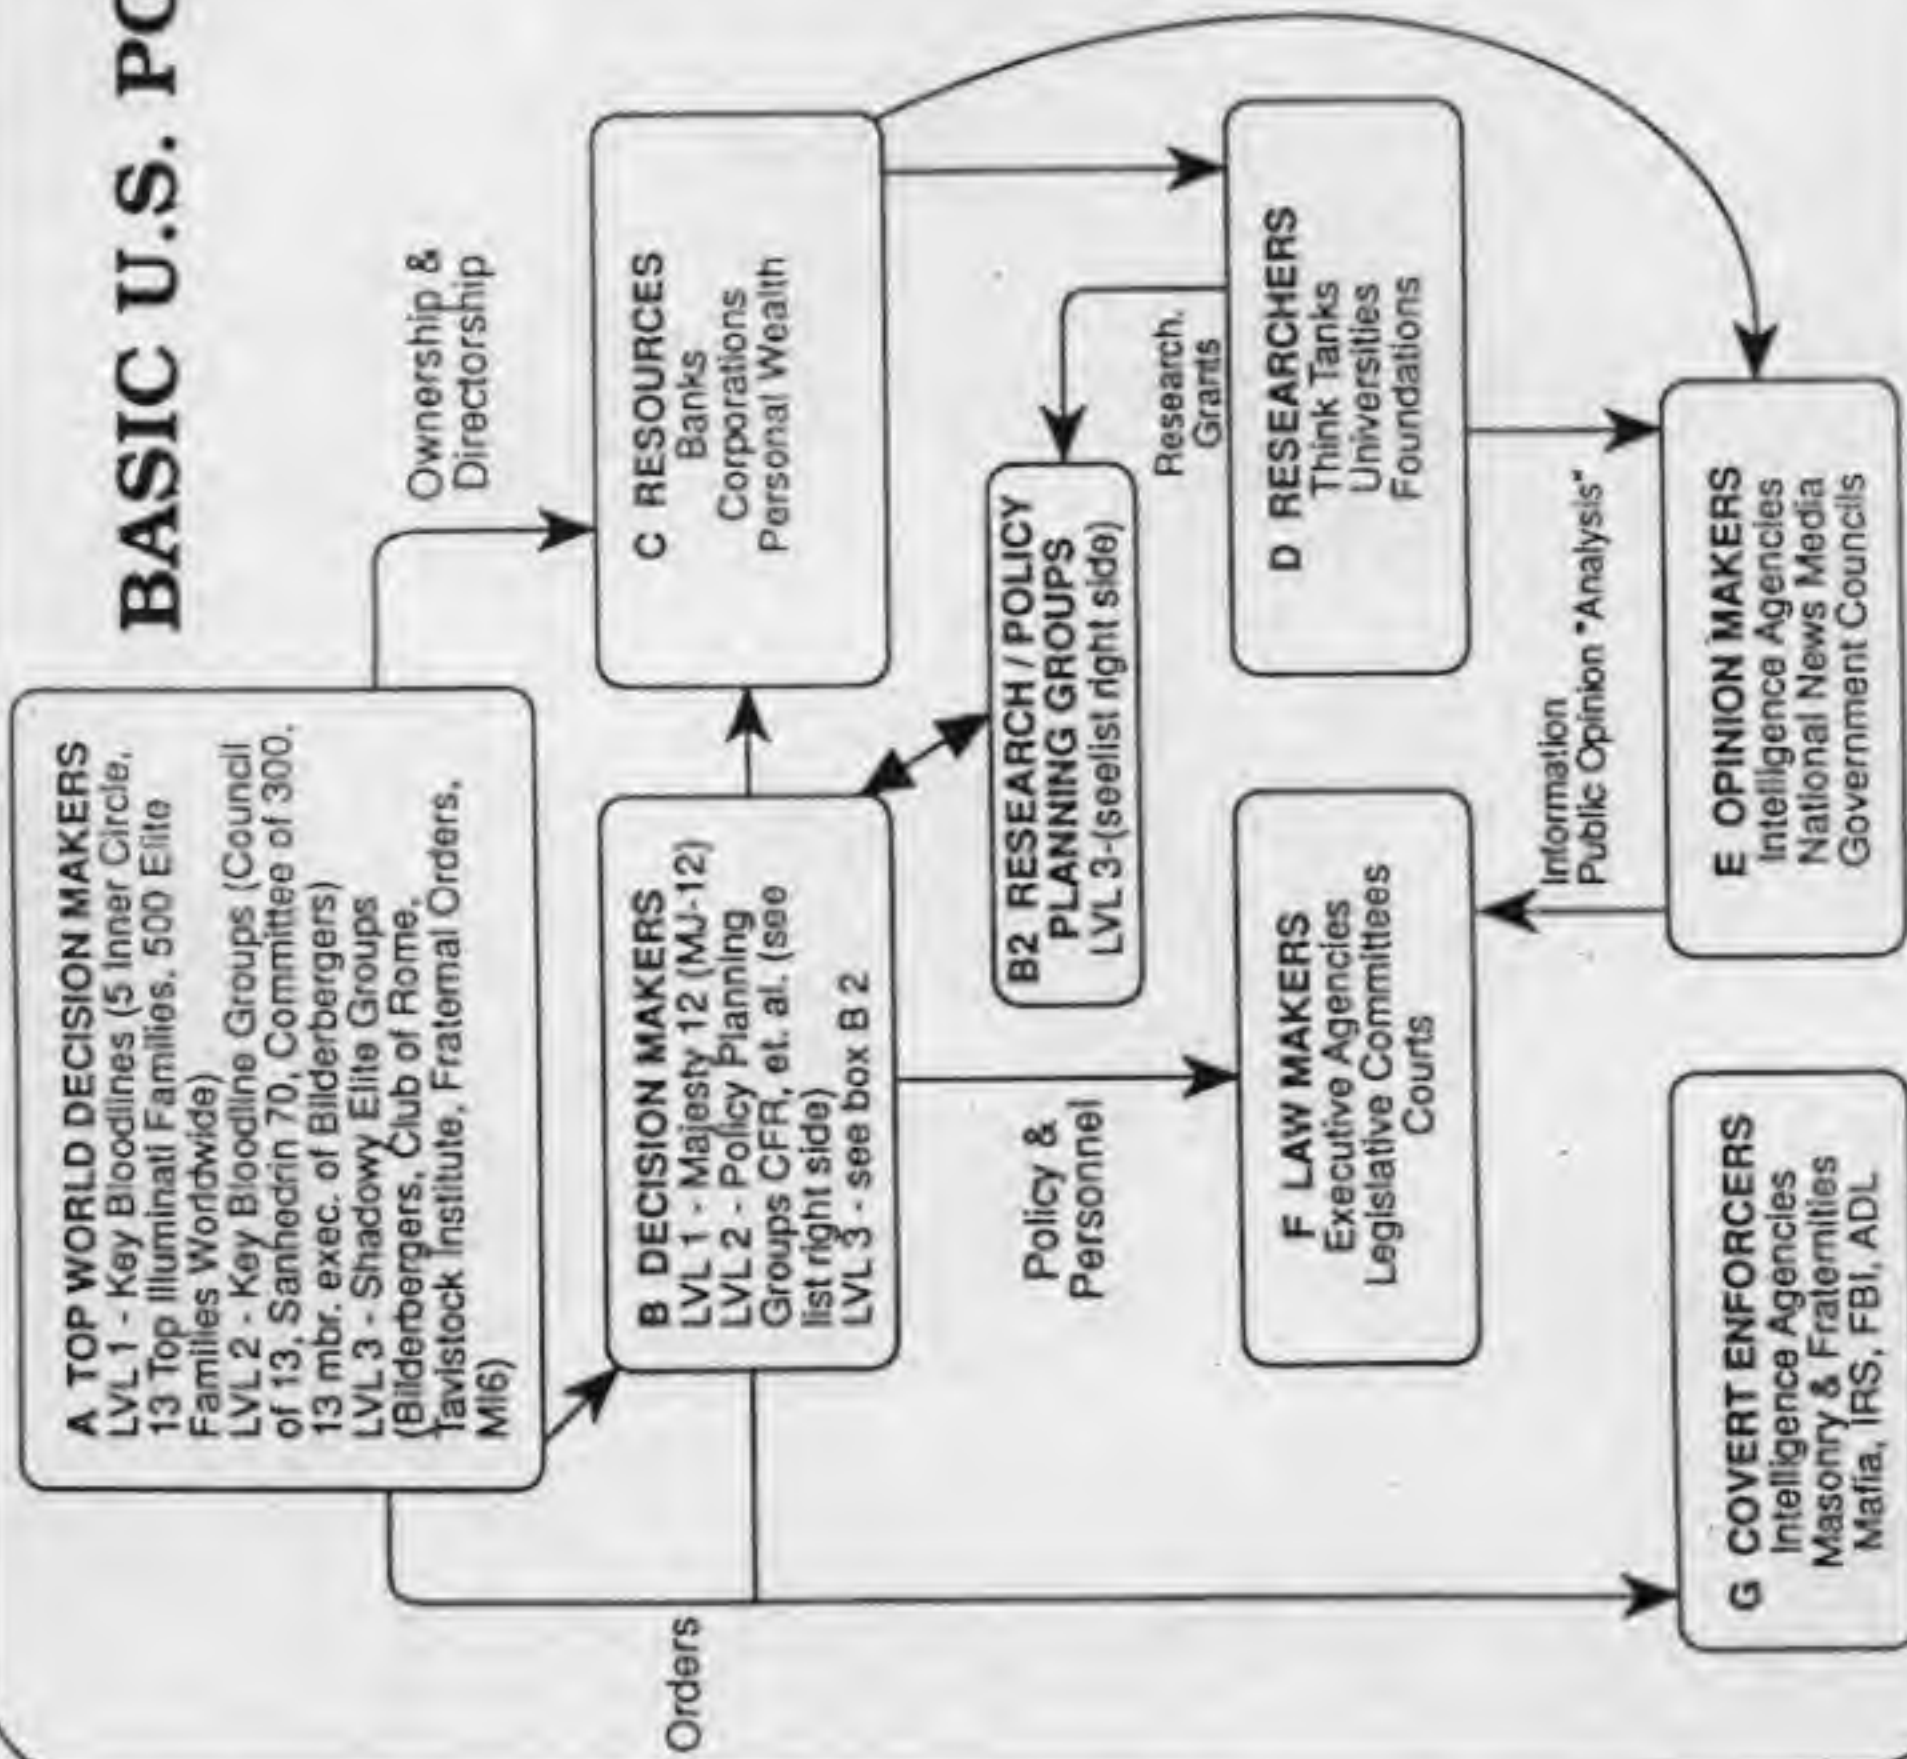 BASIC U.S. PO
A TOP WORLD DECISION MAKERS
LVL 1 - Key Bloodlines (5 Inner Circle,
13 Top Illuminati Families. 500 Elite
Families Worldwide)
LVL 2 - Key Bloodline Groups (Council
of 13, Sanhedrin 70, Committee of 300,
13 mbr. exec. of Bilderbergers)
LVL 3 - Shadowy Elite Groups
(Bilderbergers, Club of Rome,
Tavistock Institute, Fraternal Orders,
MI6)
Ownership &
Directorship
Orders
B DECISION MAKERS
LVL 1 - Majesty 12 (MJ-12)
LVL 2 - Policy Planning
Groups CFR, et. al. (see
list right side)
LVL 3 - see box B 2
C RESOURCES
Banks
Corporations
Personal Wealth
B2 RESEARCH / POLICY
PLANNING GROUPS
LVL 3-(seelist right side)
Policy &
Personnel
Research.
Grants
F LAW MAKERS
Executive Agencies
Legislative Committees
Courts
D RESEARCHERS
Think Tanks
Universities
Foundations
Information
Public Opinion "Analysis"
G COVERT ENFORCERS
Intelligence Agencies
Masonry & Fraternities
Mafia, IRS, FBI, ADL
E OPINION MAKERS
Intelligence Agencies
National News Media
Government Councils